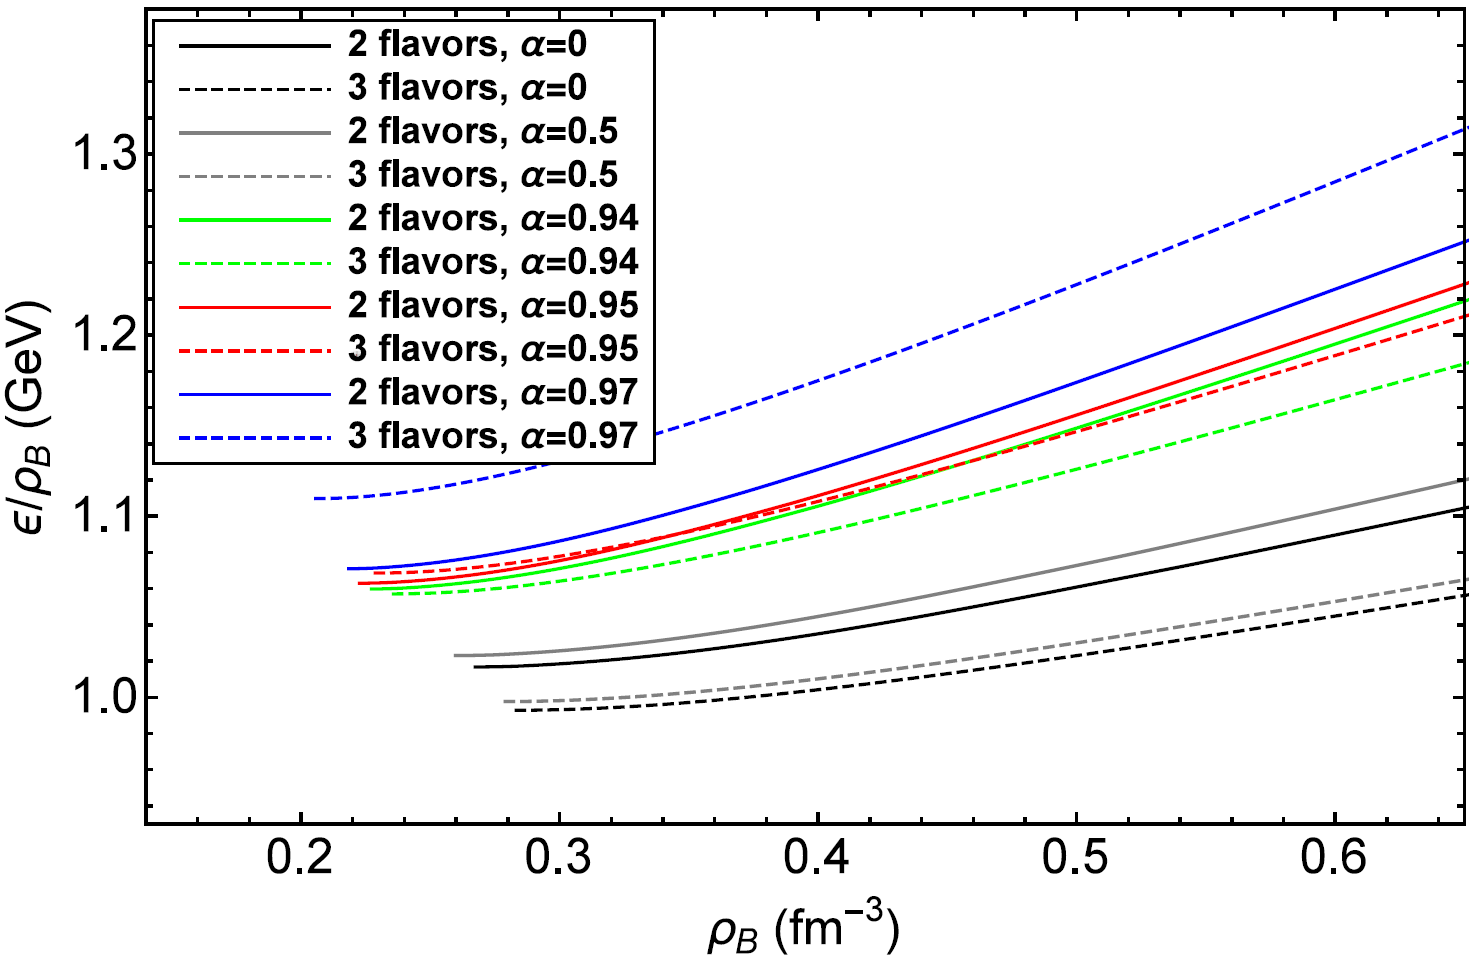 2 flavors, α=0
3 flavors, α=0
2 flavors, α=0.5
3 flavors, α=0.5
2 flavors, α=0.94
3 flavors, α=0.94
2 flavors, α=0.95
3 flavors, α=0.95
2 flavors, α=0.97
3 flavors, α=0.97
1.3
1.2
1.10
1.0
ϵ/ρ_B (GeV)
0.2 0.3 0.4 0.5 0.6
ρ_B (fm⁻³)